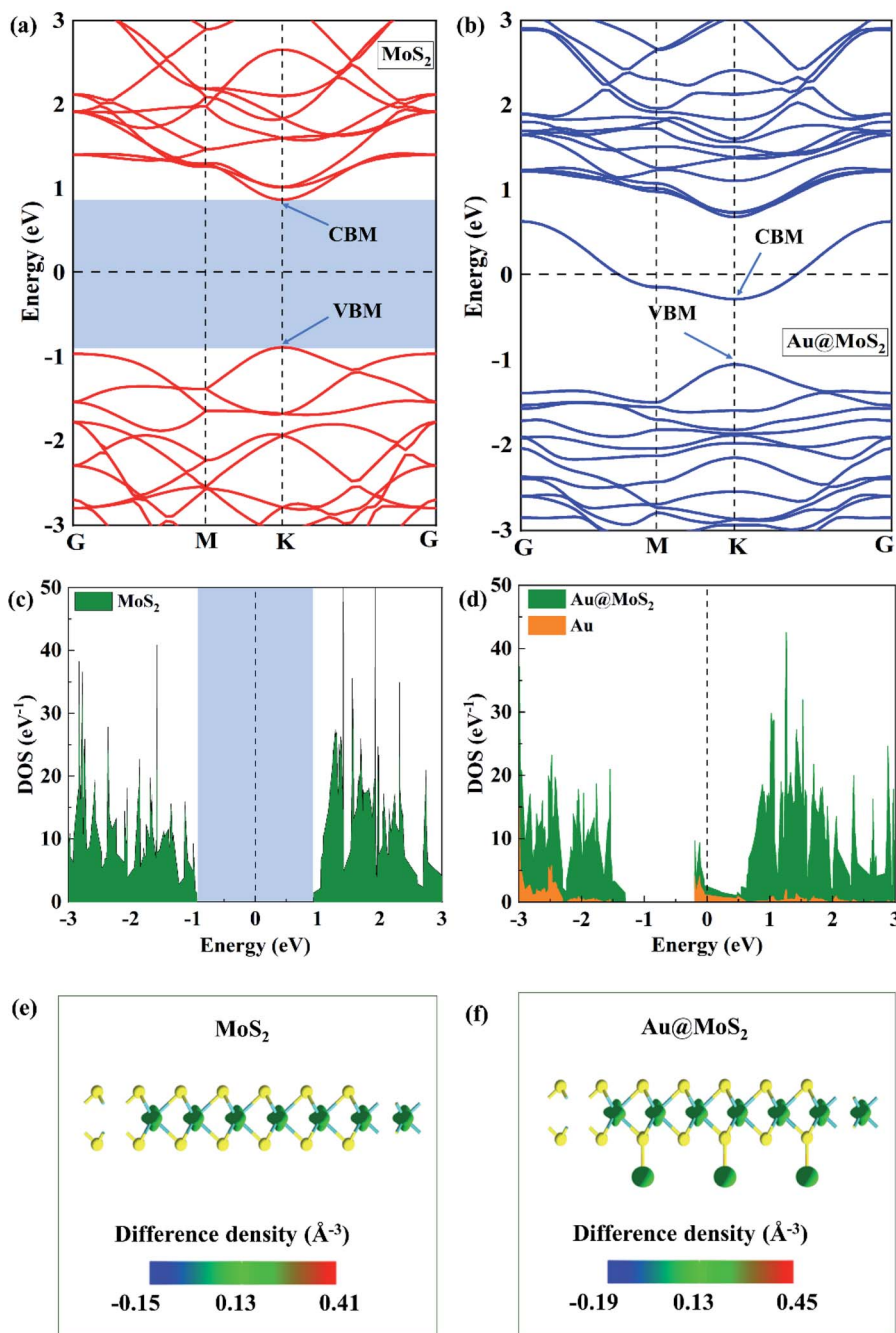 (a)
MoS₂
3
2
1
0
-1
-2
-3
Energy (eV)
CBM
VBM
G
M
K
G
(b)
3
2
1
0
-1
-2
-3
Energy (eV)
CBM
VBM
Au@MoS₂
G
M
K
G
(c)
MoS₂
50
40
30
20
10
0
DOS (eV⁻¹)
-3 -2 -1 0 1 2 3
Energy (eV)
(d)
Au@MoS₂
Au
50
40
30
20
10
0
DOS (eV⁻¹)
-3 -2 -1 0 1 2 3
Energy (eV)
(e)
MoS₂
Difference density (Å⁻³)
-0.15 0.13 0.41
(f)
Au@MoS₂
Difference density (Å⁻³)
-0.19 0.13 0.45